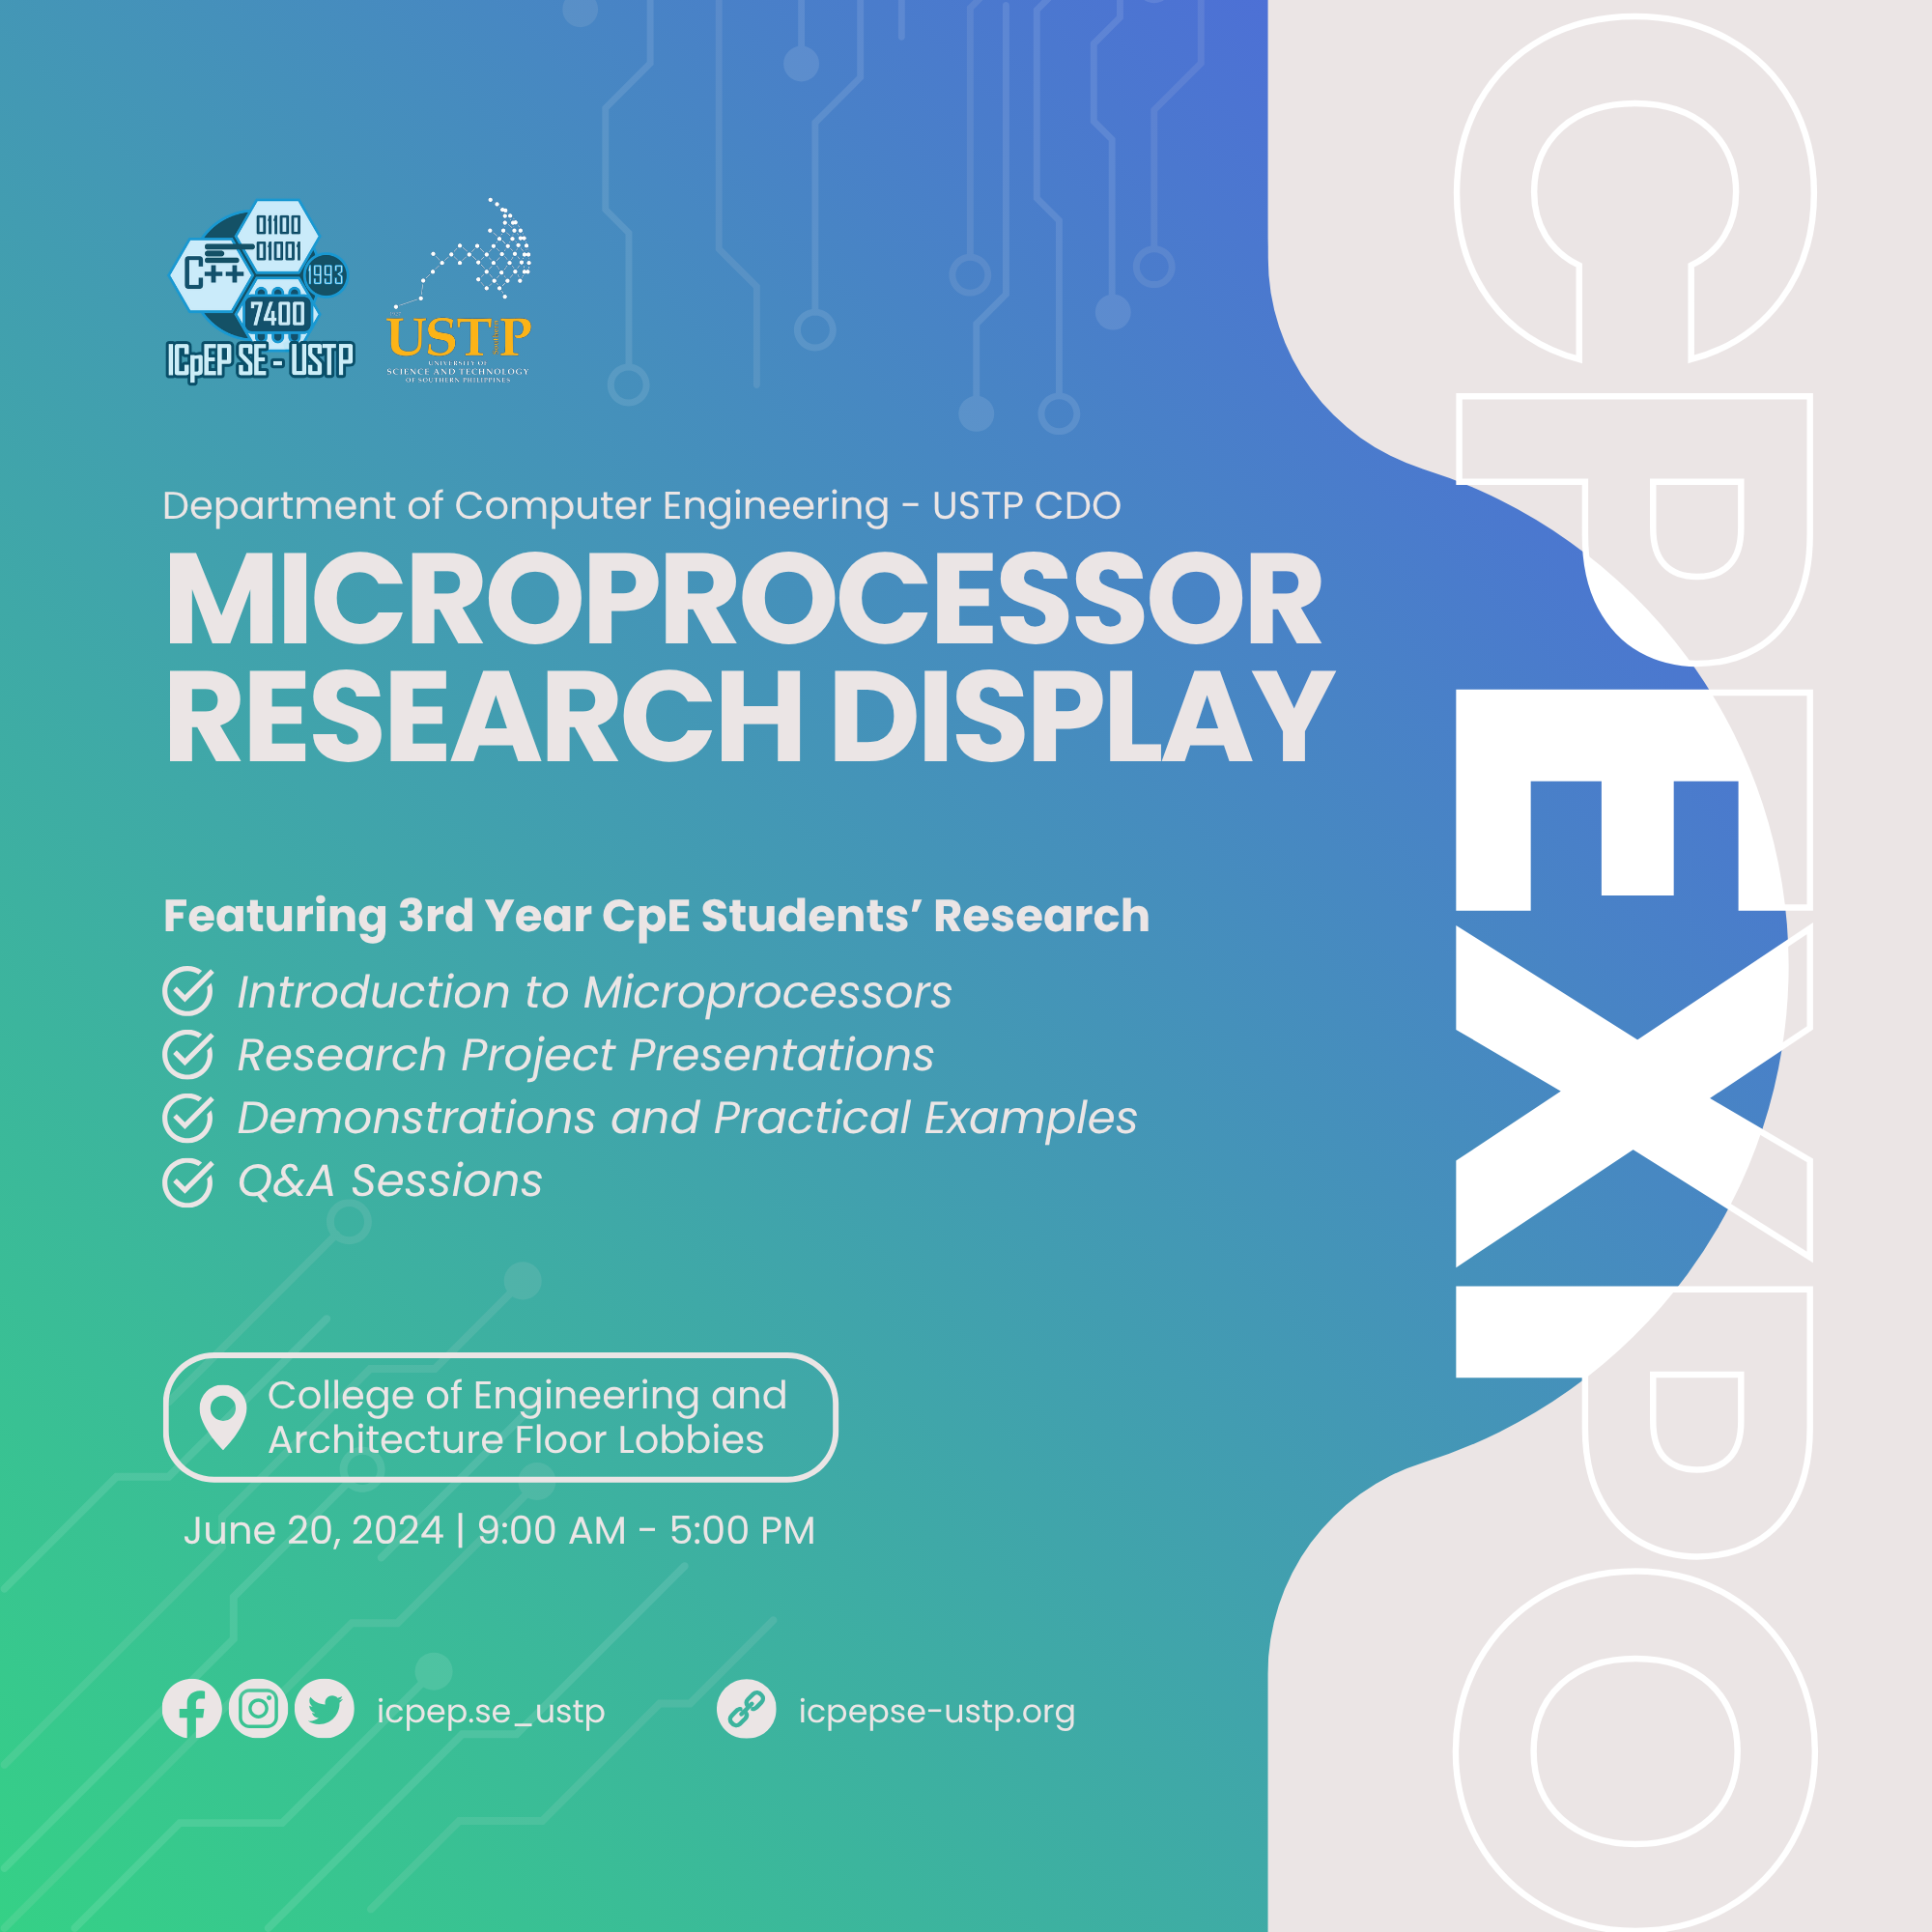 01100
01001
C++
1993
7400
ICpEP SE - USTP
USTP
UNIVERSITY OF
SCIENCE AND TECHNOLOGY
OF SOUTHERN PHILIPPINES
Department of Computer Engineering - USTP CDO
MICROPROCESSOR
RESEARCH DISPLAY
Featuring 3rd Year CpE Students’ Research
Introduction to Microprocessors
Research Project Presentations
Demonstrations and Practical Examples
Q&A Sessions
College of Engineering and
Architecture Floor Lobbies
June 20, 2024 | 9:00 AM - 5:00 PM
icpep.se_ustp
icpepse-ustp.org
CPEXPO